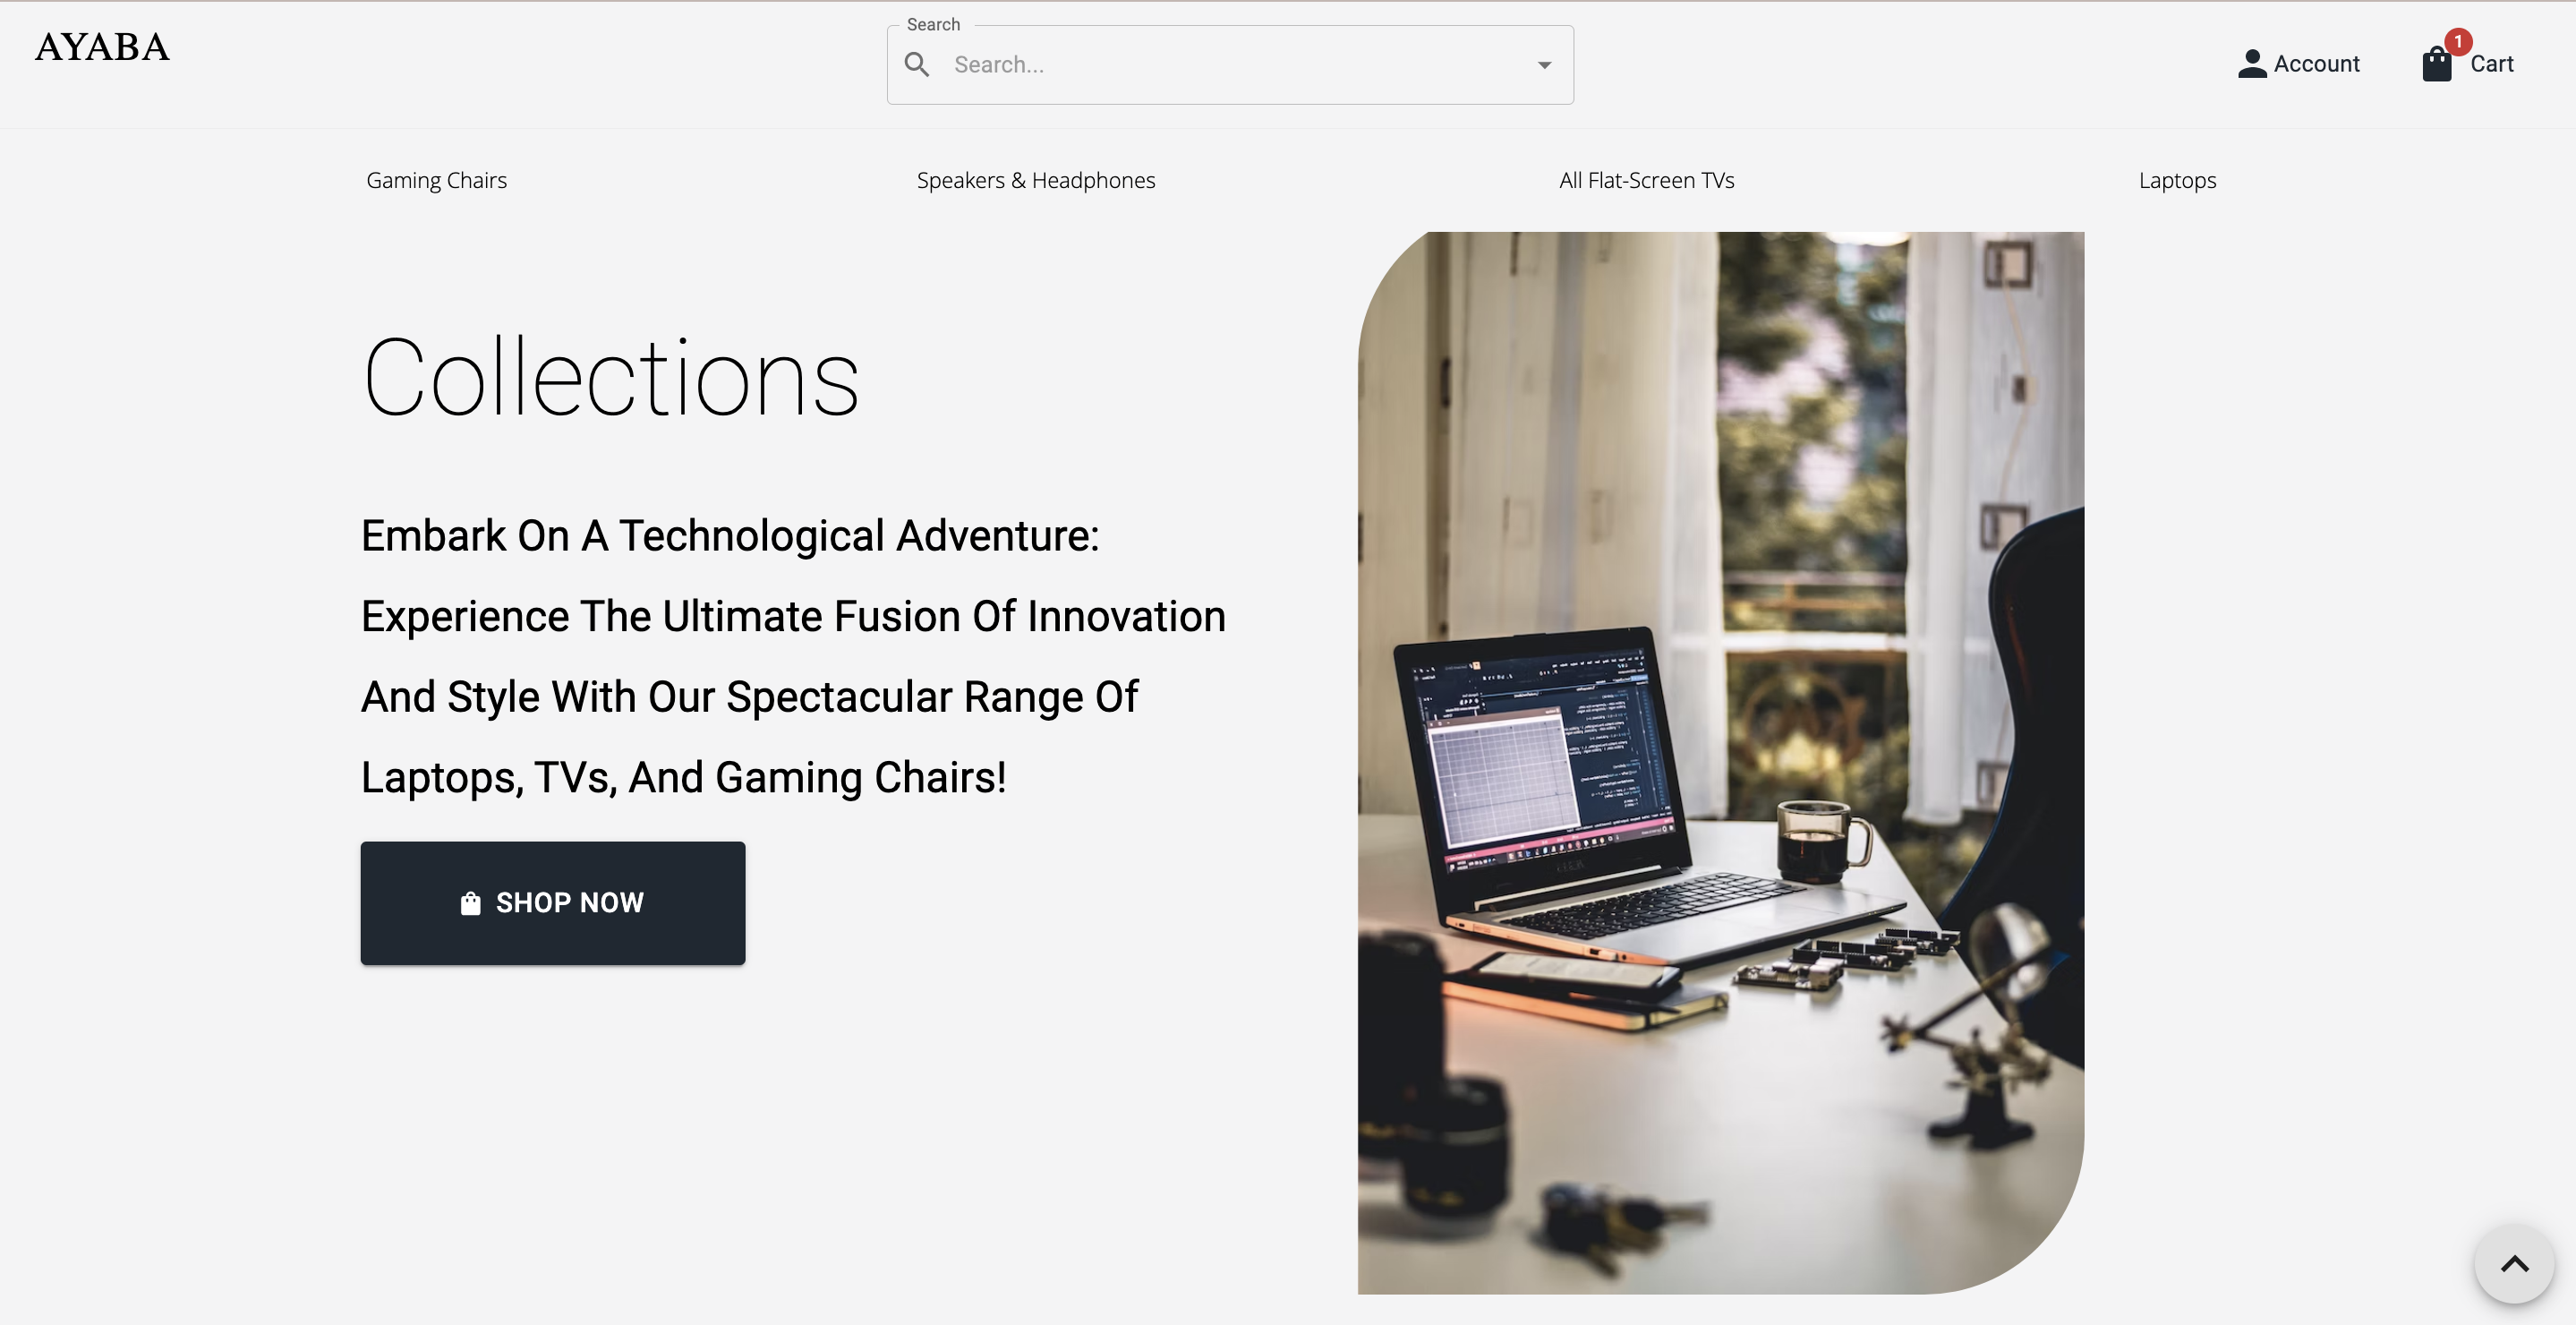 AYABA
Search
Search...
Account
1
Cart
Gaming Chairs
Speakers & Headphones
All Flat-Screen TVs
Laptops
Collections
Embark On A Technological Adventure:
Experience The Ultimate Fusion Of Innovation
And Style With Our Spectacular Range Of
Laptops, TVs, And Gaming Chairs!
SHOP NOW